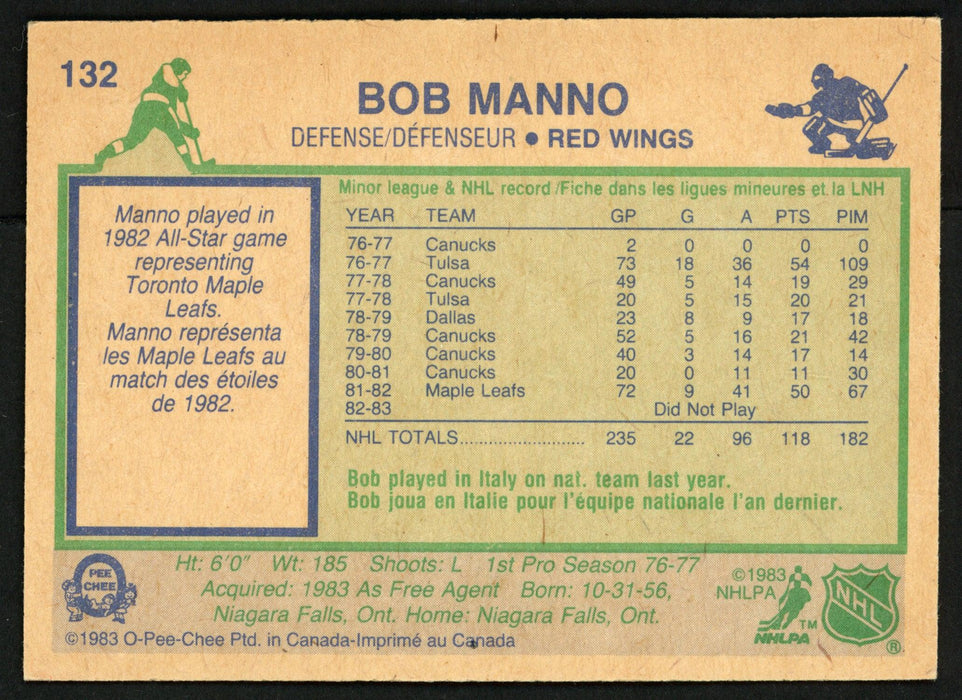 132
BOB MANNO
DEFENSE/DÉFENSEUR • RED WINGS
Manno played in
1982 All-Star game
representing
Toronto Maple
Leafs.
Manno représenta
les Maple Leafs au
match des étoiles
de 1982.
Minor league & NHL record/Fiche dans les ligues mineures et la LNH
YEAR TEAM GP G A PTS PIM
76-77 Canucks 2 0 0 0 0
76-77 Tulsa 73 18 36 54 109
77-78 Canucks 49 5 14 19 29
77-78 Tulsa 20 5 15 20 21
78-79 Dallas 23 8 9 17 18
78-79 Canucks 52 5 16 21 42
79-80 Canucks 40 3 14 17 14
80-81 Canucks 20 0 11 11 30
81-82 Maple Leafs 72 9 41 50 67
82-83 Did Not Play
NHL TOTALS............................ 235 22 96 118 182
Bob played in Italy on nat. team last year.
Bob joua en Italie pour l'équipe nationale l'an dernier.
Ht: 6'0" Wt: 185 Shoots: L 1st Pro Season 76-77
Acquired: 1983 As Free Agent Born: 10-31-56,
Niagara Falls, Ont. Home: Niagara Falls, Ont.
O PEE CHEE
©1983 O-Pee-Chee Ptd. in Canada-Imprimé au Canada
©1983
NHLPA
TM
NHLPA
NHL
®